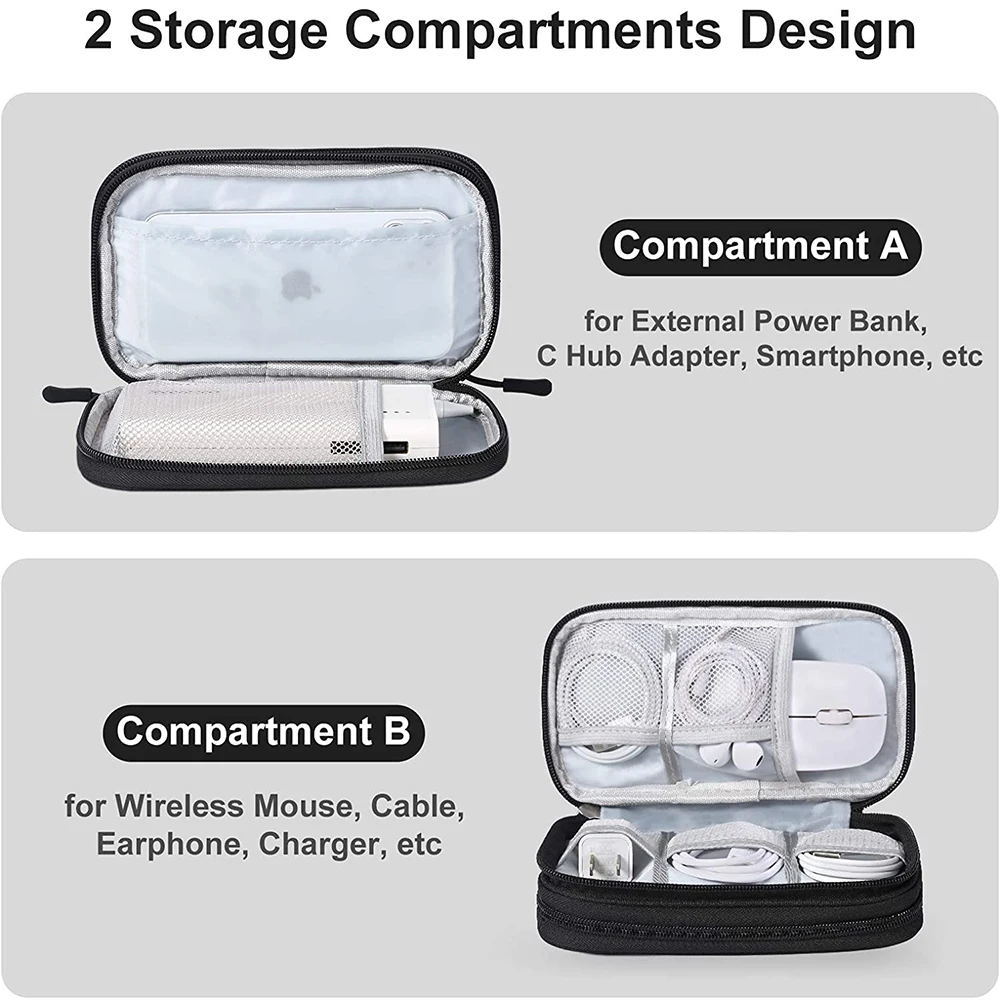 2 Storage Compartments Design
Compartment A
for External Power Bank,
C Hub Adapter, Smartphone, etc
Compartment B
for Wireless Mouse, Cable,
Earphone, Charger, etc